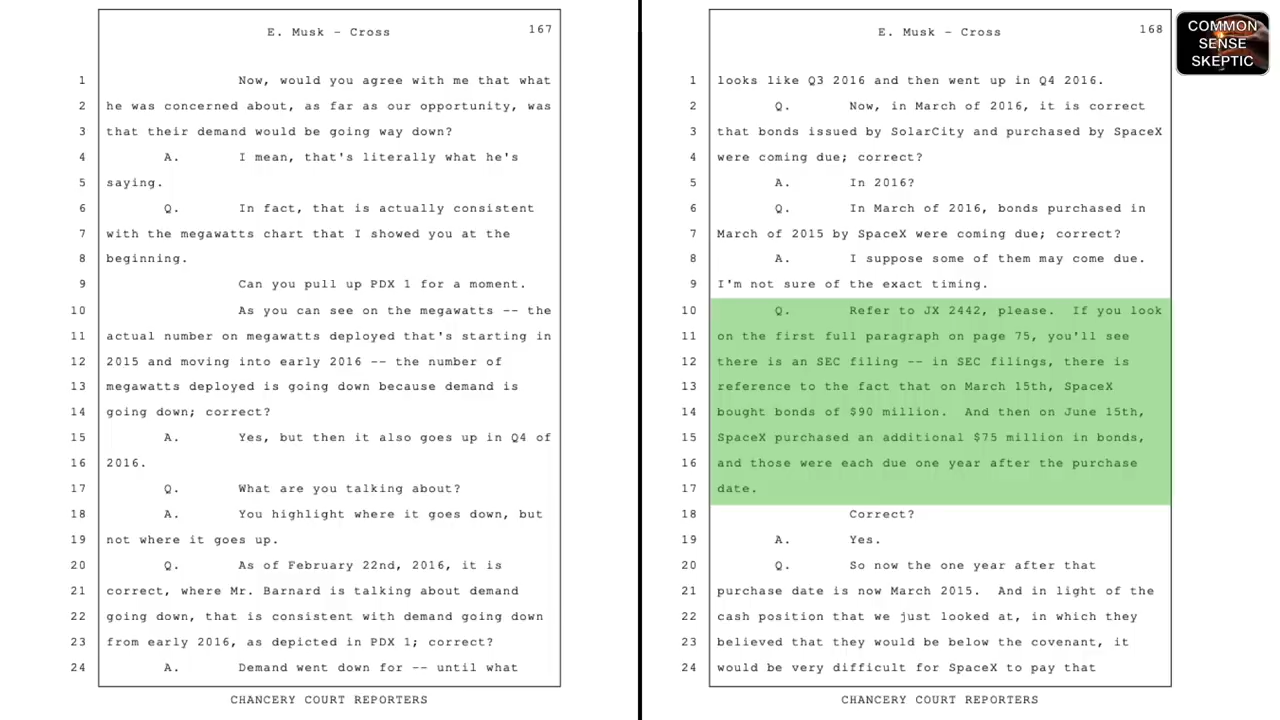 E. Musk - Cross 167
1 Now, would you agree with me that what
2 he was concerned about, as far as our opportunity, was
3 that their demand would be going way down?
4 A. I mean, that's literally what he's
5 saying.
6 Q. In fact, that is actually consistent
7 with the megawatts chart that I showed you at the
8 beginning.
9 Can you pull up PDX 1 for a moment.
10 As you can see on the megawatts -- the
11 actual number on megawatts deployed that's starting in
12 2015 and moving into early 2016 -- the number of
13 megawatts deployed is going down because demand is
14 going down; correct?
15 A. Yes, but then it also goes up in Q4 of
16 2016.
17 Q. What are you talking about?
18 A. You highlight where it goes down, but
19 not where it goes up.
20 Q. As of February 22nd, 2016, it is
21 correct, where Mr. Barnard is talking about demand
22 going down, that is consistent with demand going down
23 from early 2016, as depicted in PDX 1; correct?
24 A. Demand went down for -- until what
CHANCERY COURT REPORTERS
E. Musk - Cross 168
1 looks like Q3 2016 and then went up in Q4 2016.
2 Q. Now, in March of 2016, it is correct
3 that bonds issued by SolarCity and purchased by SpaceX
4 were coming due; correct?
5 A. In 2016?
6 Q. In March of 2016, bonds purchased in
7 March of 2015 by SpaceX were coming due; correct?
8 A. I suppose some of them may come due.
9 I'm not sure of the exact timing.
10 Q. Refer to JX 2442, please. If you look
11 on the first full paragraph on page 75, you'll see
12 there is an SEC filing -- in SEC filings, there is
13 reference to the fact that on March 15th, SpaceX
14 bought bonds of $90 million. And then on June 15th,
15 SpaceX purchased an additional $75 million in bonds,
16 and those were each due one year after the purchase
17 date.
18 Correct?
19 A. Yes.
20 Q. So now the one year after that
21 purchase date is now March 2015. And in light of the
22 cash position that we just looked at, in which they
23 believed that they would be below the covenant, it
24 would be very difficult for SpaceX to pay that
CHANCERY COURT REPORTERS
COMMON
SENSE
SKEPTIC